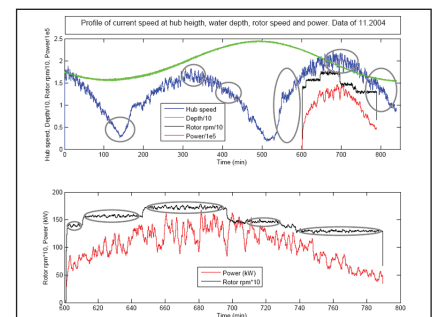 Profile of current speed at hub heigth, water depth, rotor speed and power. Data of 11.2004
Hub speed, Depth/10, Rotor rpm/10, Power/1e5
2.5
2
1.5
1
0.5
0
0 100 200 300 400 500 600 700 800
Time (min)
Hub speed
Depth/10
Rotor rpm/10
Power/1e5
Rotor rpm*10, Power (kW)
200
150
100
50
0
600 620 640 660 680 700 720 740 760 780 800
Time (min)
Power (kW)
Rotor rpm*10